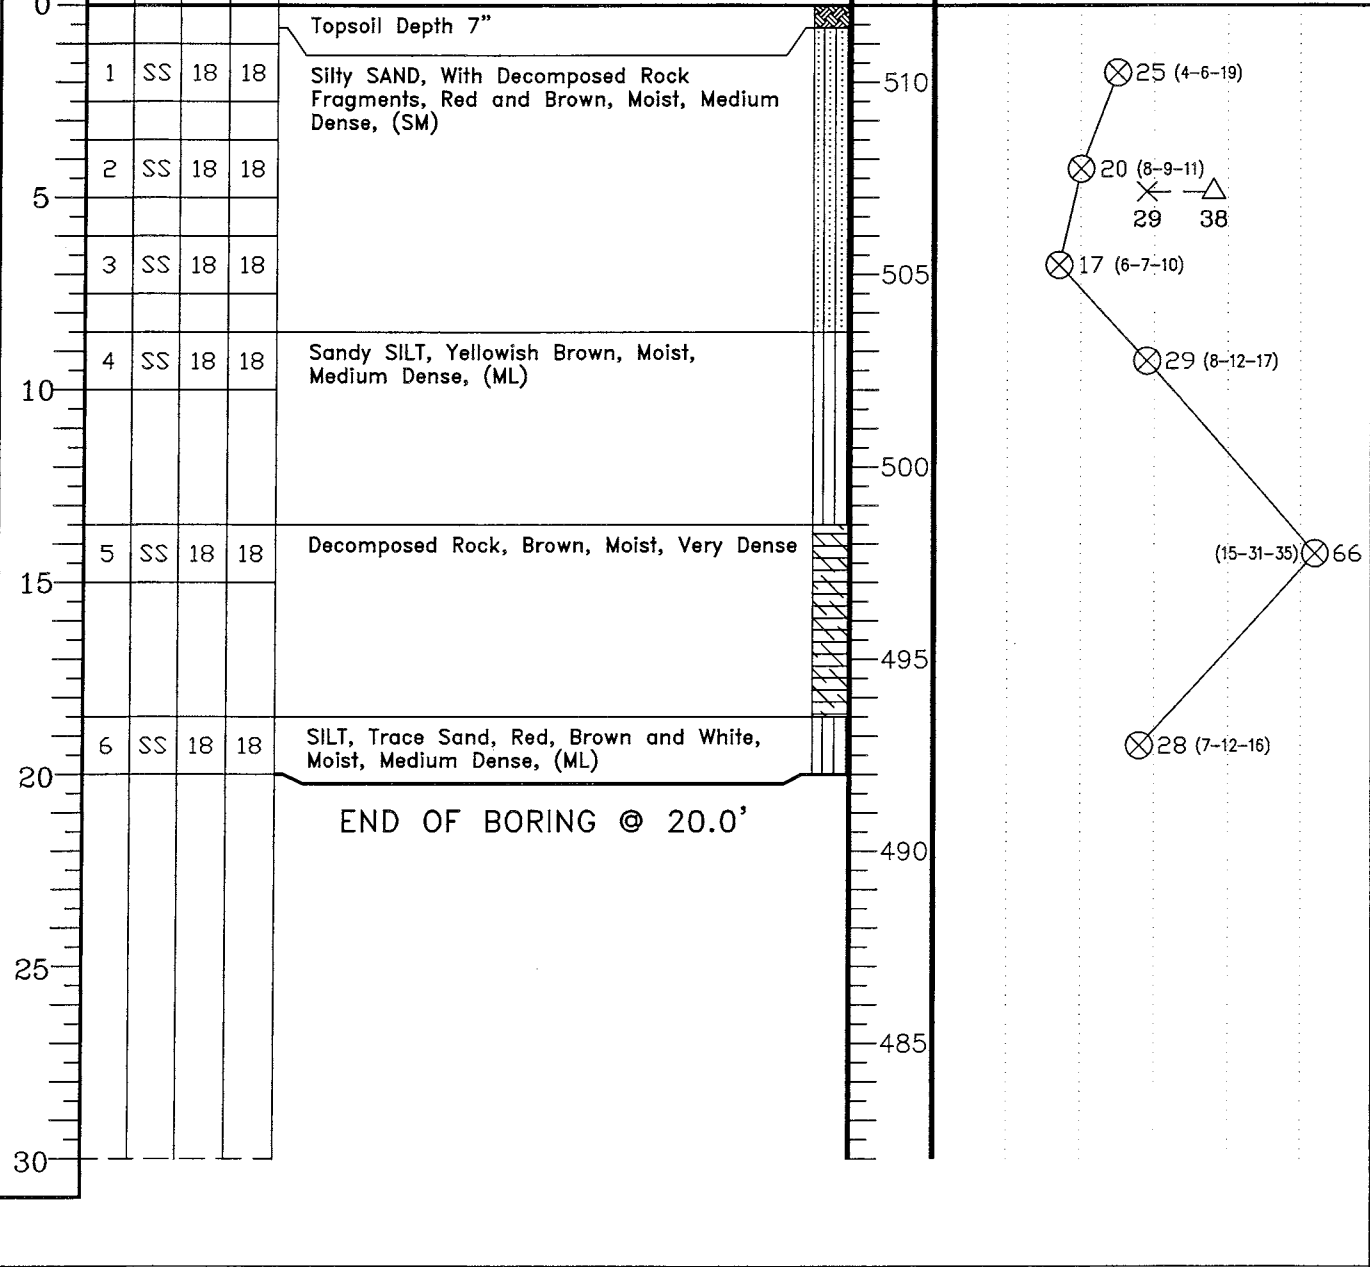 0
Topsoil Depth 7"
1 SS 18 18
Silty SAND, With Decomposed Rock
Fragments, Red and Brown, Moist, Medium
Dense, (SM)
510
25 (4-6-19)
2 SS 18 18
20 (8-9-11)
5
29 38
3 SS 18 18
505
17 (6-7-10)
4 SS 18 18
Sandy SILT, Yellowish Brown, Moist,
Medium Dense, (ML)
29 (8-12-17)
10
500
5 SS 18 18
Decomposed Rock, Brown, Moist, Very Dense
(15-31-35) 66
15
495
6 SS 18 18
SILT, Trace Sand, Red, Brown and White,
Moist, Medium Dense, (ML)
28 (7-12-16)
20
END OF BORING @ 20.0'
490
25
485
30